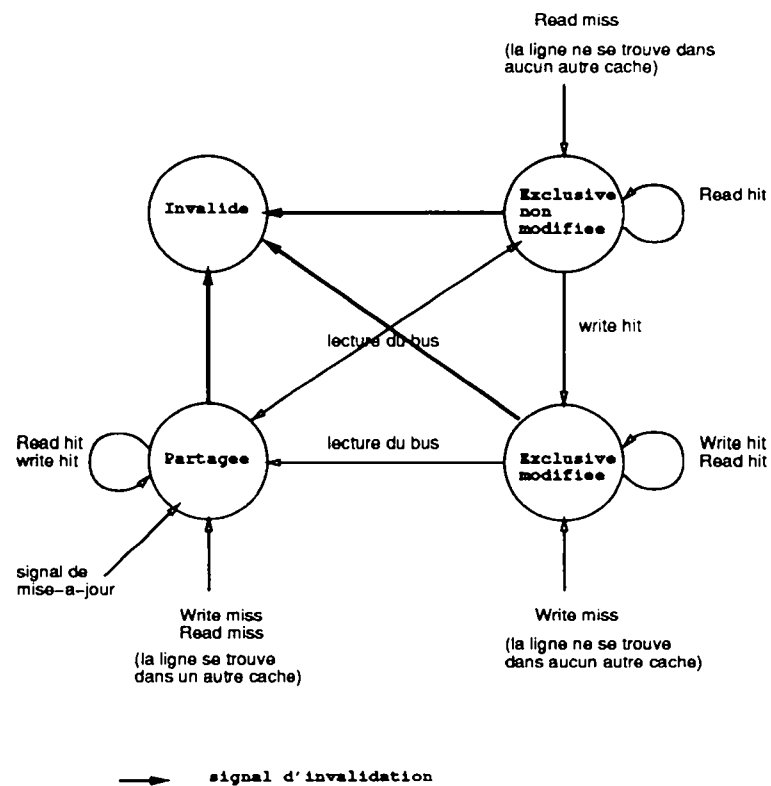 Read miss
(la ligne ne se trouve dans
aucun autre cache)
Invalide
Exclusive
non
modifiee
Read hit
write hit
lecture du bus
Read hit
write hit
Partagee
lecture du bus
Exclusive
modifiee
Write hit
Read hit
signal de
mise-a-jour
Write miss
Read miss
(la ligne se trouve
dans un autre cache)
Write miss
(la ligne ne se trouve
dans aucun autre cache)
signal d'invalidation